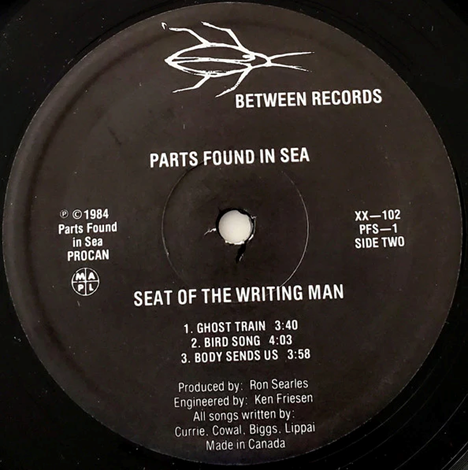 BETWEEN RECORDS
PARTS FOUND IN SEA
℗ © 1984
Parts Found
in Sea
PROCAN
M A
P L
XX—102
PFS—1
SIDE TWO
SEAT OF THE WRITING MAN
1. GHOST TRAIN 3:40
2. BIRD SONG 4:03
3. BODY SENDS US 3:58
Produced by: Ron Searles
Engineered by: Ken Friesen
All songs written by:
Currie, Cowal, Biggs, Lippai
Made in Canada